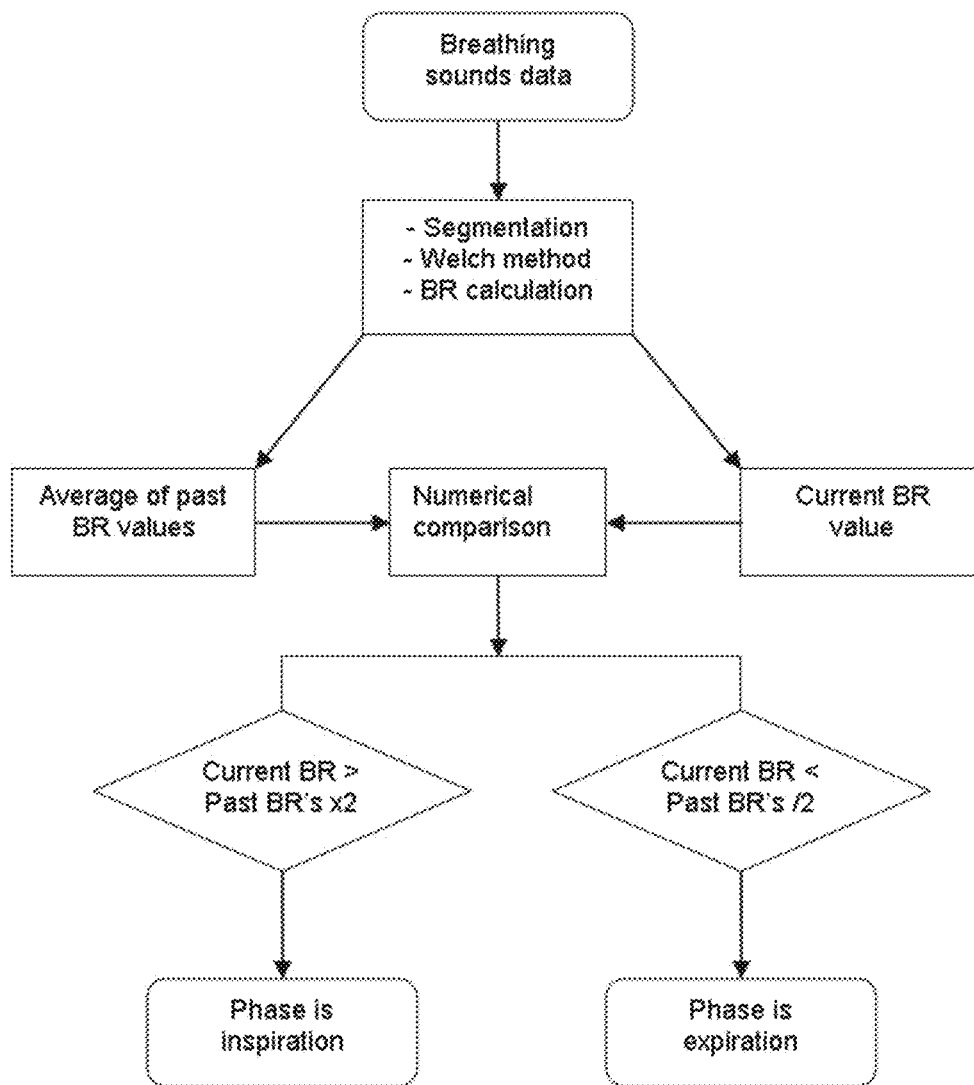 Breathing
sounds data
- Segmentation
- Welch method
- BR calculation
Average of past
BR values
Numerical
comparison
Current BR
value
Current BR >
Past BR's x2
Current BR <
Past BR's /2
Phase is
inspiration
Phase is
expiration